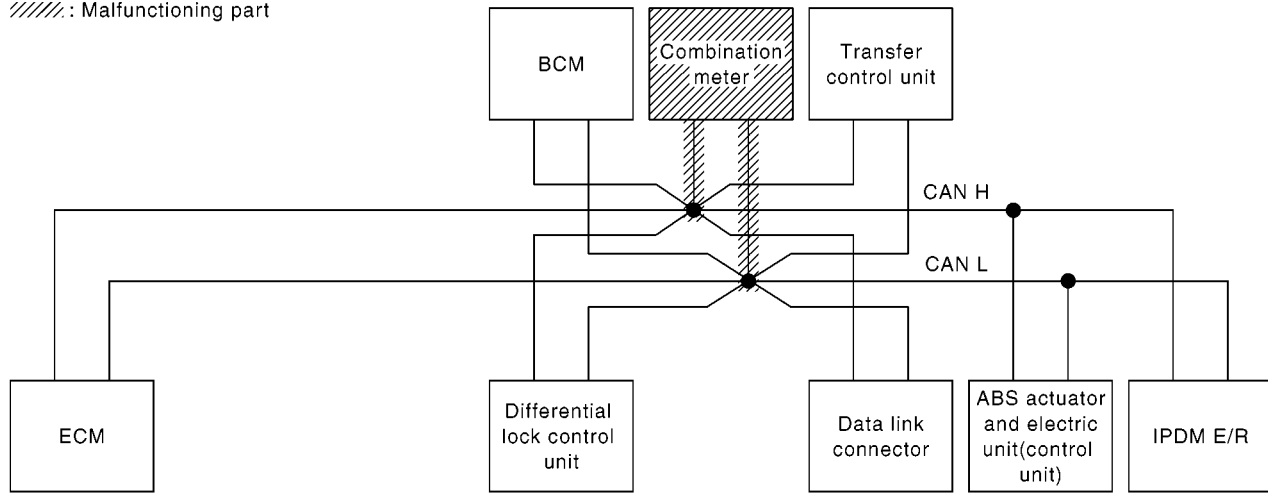 : Malfunctioning part
BCM
Combination
meter
Transfer
control unit
CAN H
CAN L
ECM
Differential
lock control
unit
Data link
connector
ABS actuator
and electric
unit(control
unit)
IPDM E/R